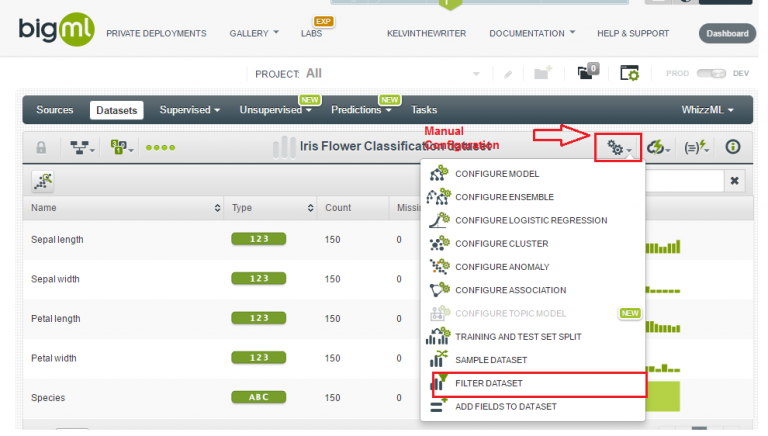 bigml
PRIVATE DEPLOYMENTS GALLERY LABS EXP KELVINTHEWRITER DOCUMENTATION HELP & SUPPORT Dashboard
PROJECT: All 0 PROD DEV
Sources Datasets Supervised Unsupervised NEW Predictions NEW Tasks WhizzML
Manual
Configuration
Iris Flower Classification dataset
Name Type Count
Sepal length 123 150 0
Sepal width 123 150 0
Petal length 123 150 0
Petal width 123 150 0
Species ABC 150 0
CONFIGURE MODEL
CONFIGURE ENSEMBLE
CONFIGURE LOGISTIC REGRESSION
CONFIGURE CLUSTER
CONFIGURE ANOMALY
CONFIGURE ASSOCIATION
CONFIGURE TOPIC MODEL NEW
TRAINING AND TEST SET SPLIT
SAMPLE DATASET
FILTER DATASET
ADD FIELDS TO DATASET